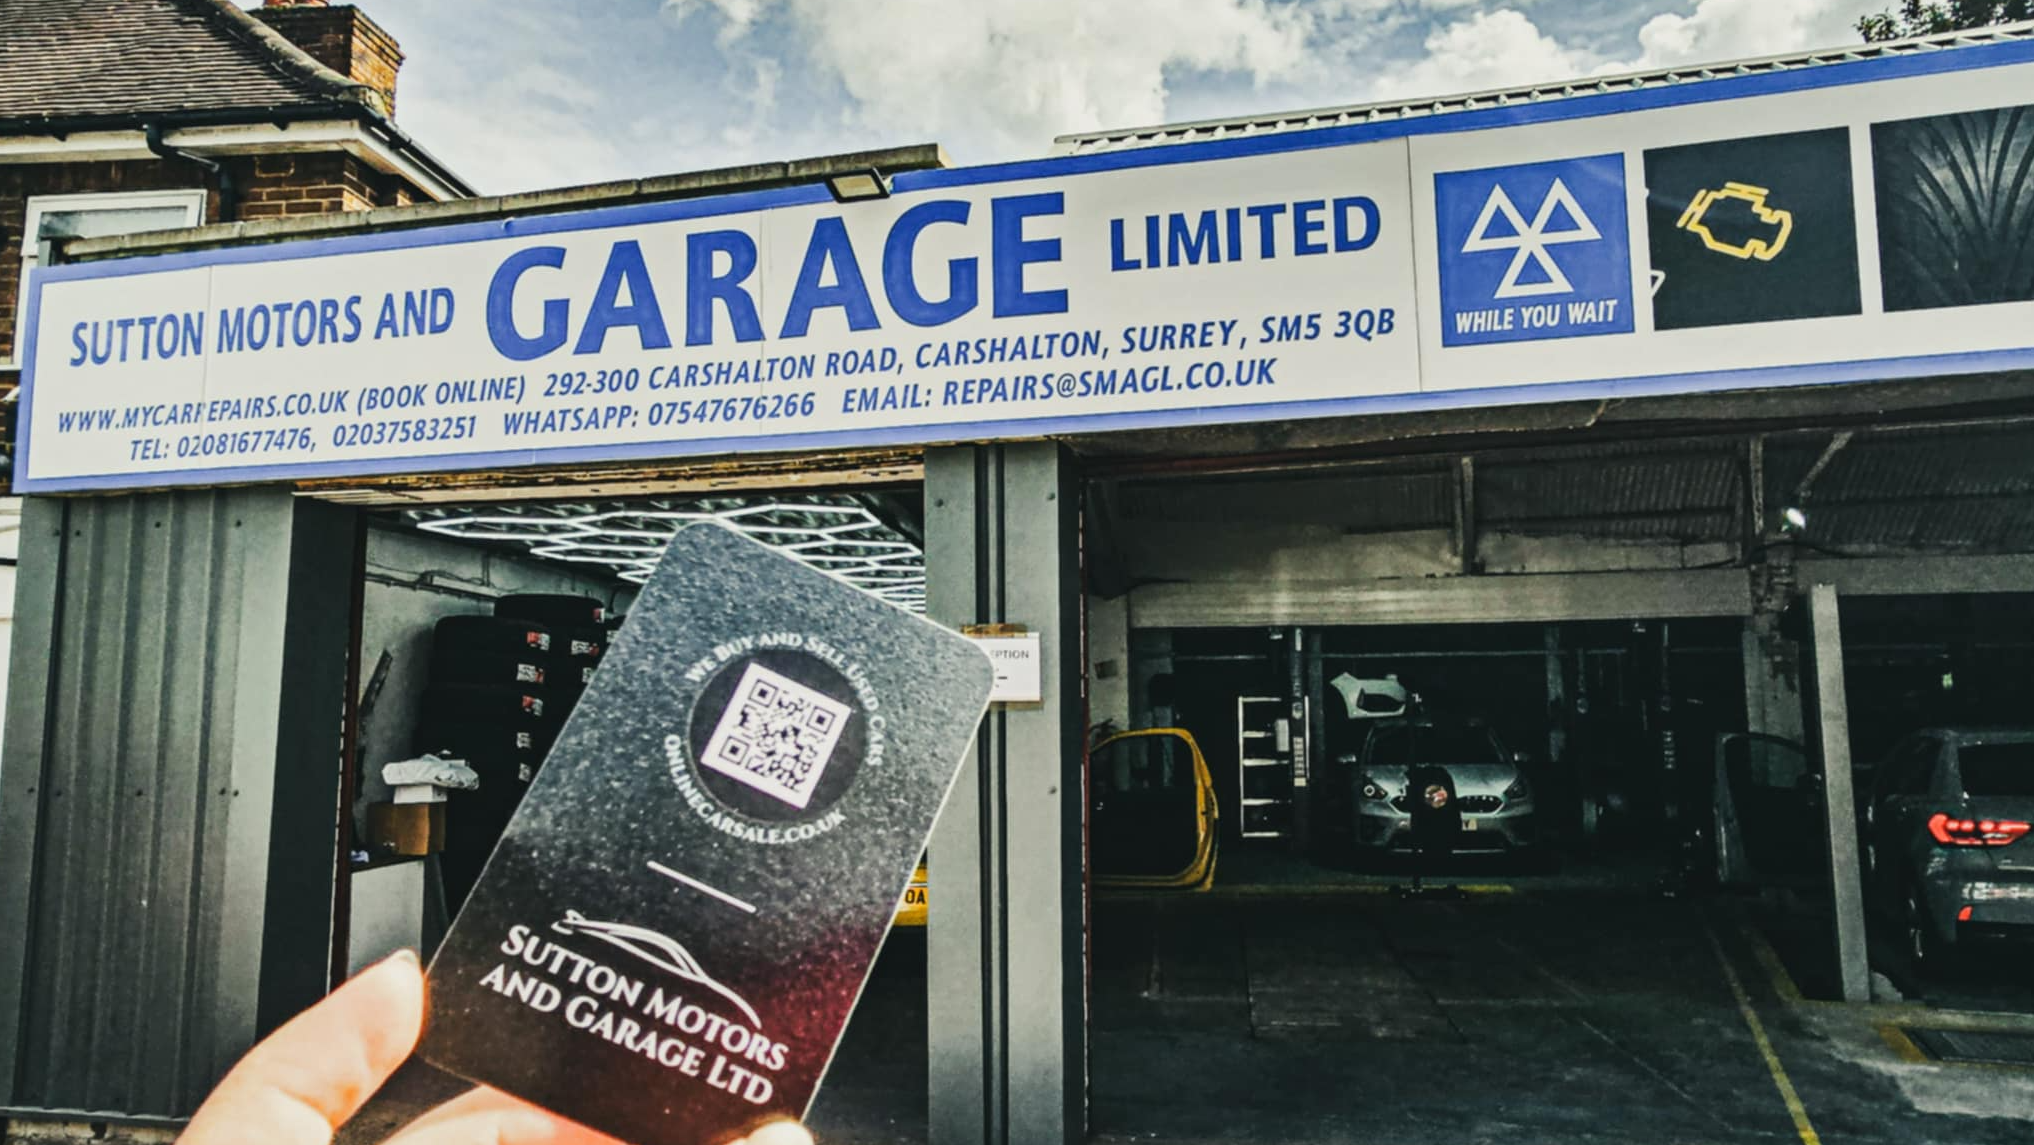 SUTTON MOTORS AND GARAGE LIMITED
WWW.MYCARREPAIRS.CO.UK (BOOK ONLINE) 292-300 CARSHALTON ROAD, CARSHALTON, SURREY, SM5 3QB
TEL: 02081677476, 02037583251 WHATSAPP: 07547676266 EMAIL: REPAIRS@SMAGL.CO.UK
WHILE YOU WAIT
WE BUY AND SELL USED CARS
ONLINECARSALE.CO.UK
SUTTON MOTORS
AND GARAGE LTD